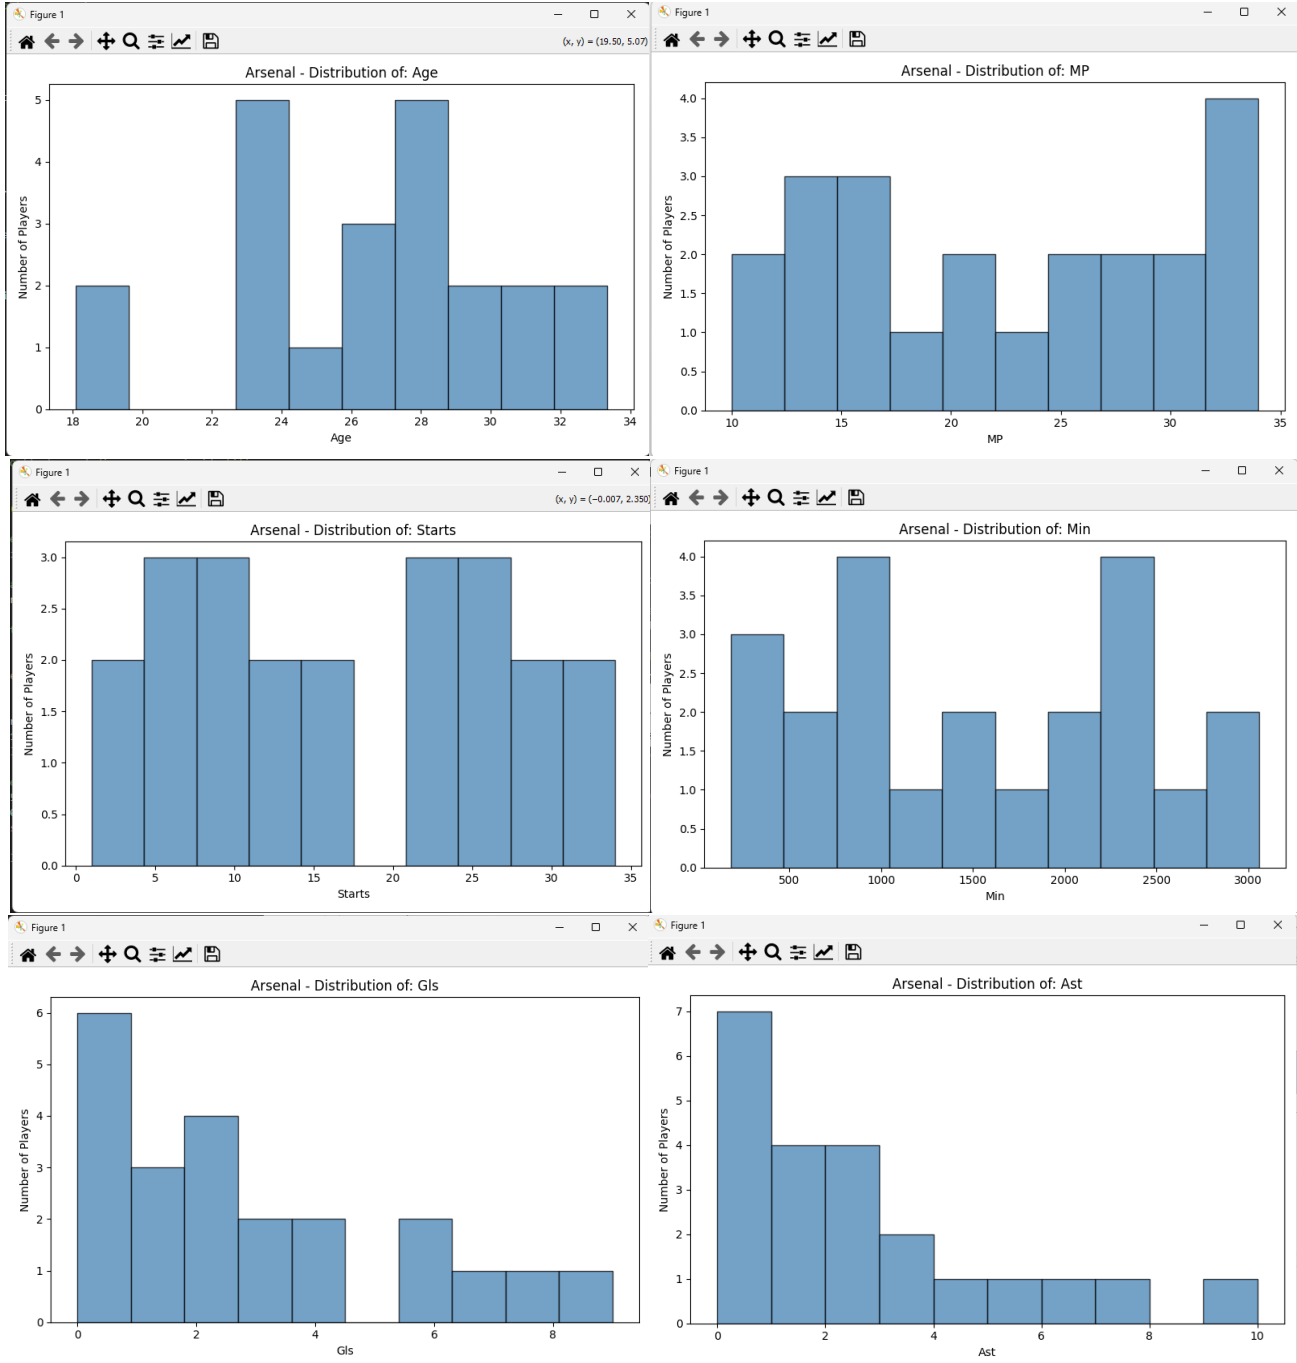 Figure 1
(x, y) = (19.50, 5.07)
Arsenal - Distribution of: Age
Number of Players
5
4
3
2
1
0
18 20 22 24 26 28 30 32 34
Age
Figure 1
Arsenal - Distribution of: MP
Number of Players
4.0
3.5
3.0
2.5
2.0
1.5
1.0
0.5
0.0
10 15 20 25 30 35
MP
Figure 1
(x, y) = (−0.007, 2.350)
Arsenal - Distribution of: Starts
Number of Players
3.0
2.5
2.0
1.5
1.0
0.5
0.0
0 5 10 15 20 25 30 35
Starts
Figure 1
Arsenal - Distribution of: Min
Number of Players
4.0
3.5
3.0
2.5
2.0
1.5
1.0
0.5
0.0
500 1000 1500 2000 2500 3000
Min
Figure 1
Arsenal - Distribution of: Gls
Number of Players
6
5
4
3
2
1
0
0 2 4 6 8
Gls
Figure 1
Arsenal - Distribution of: Ast
Number of Players
7
6
5
4
3
2
1
0
0 2 4 6 8 10
Ast